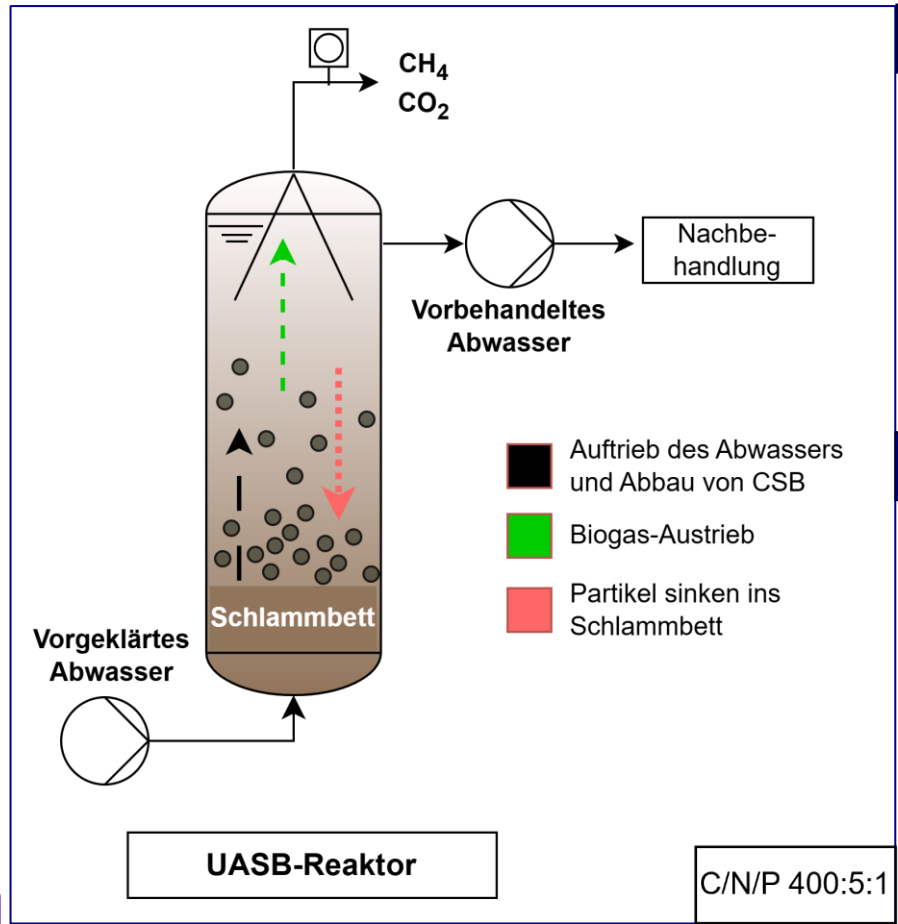 CH4
CO2
Nachbe-
handlung
Vorbehandeltes
Abwasser
Auftrieb des Abwassers
und Abbau von CSB
Biogas-Austrieb
Partikel sinken ins
Schlammbett
Schlammbett
Vorgeklärtes
Abwasser
UASB-Reaktor
C/N/P 400:5:1